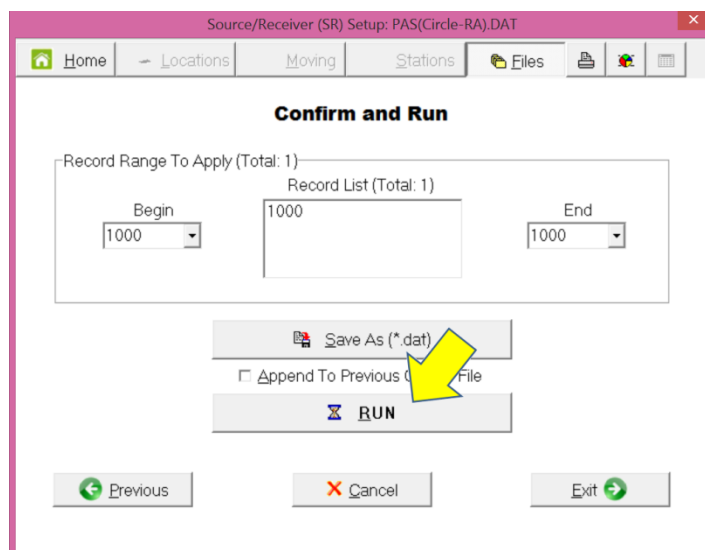 Source/Receiver (SR) Setup: PAS(Circle-RA).DAT
Home Locations Moving Stations Files
Confirm and Run
Record Range To Apply (Total: 1)
Record List (Total: 1)
Begin End
1000 1000 1000
Save As (*.dat)
Append To Previous File
RUN
Previous Cancel Exit